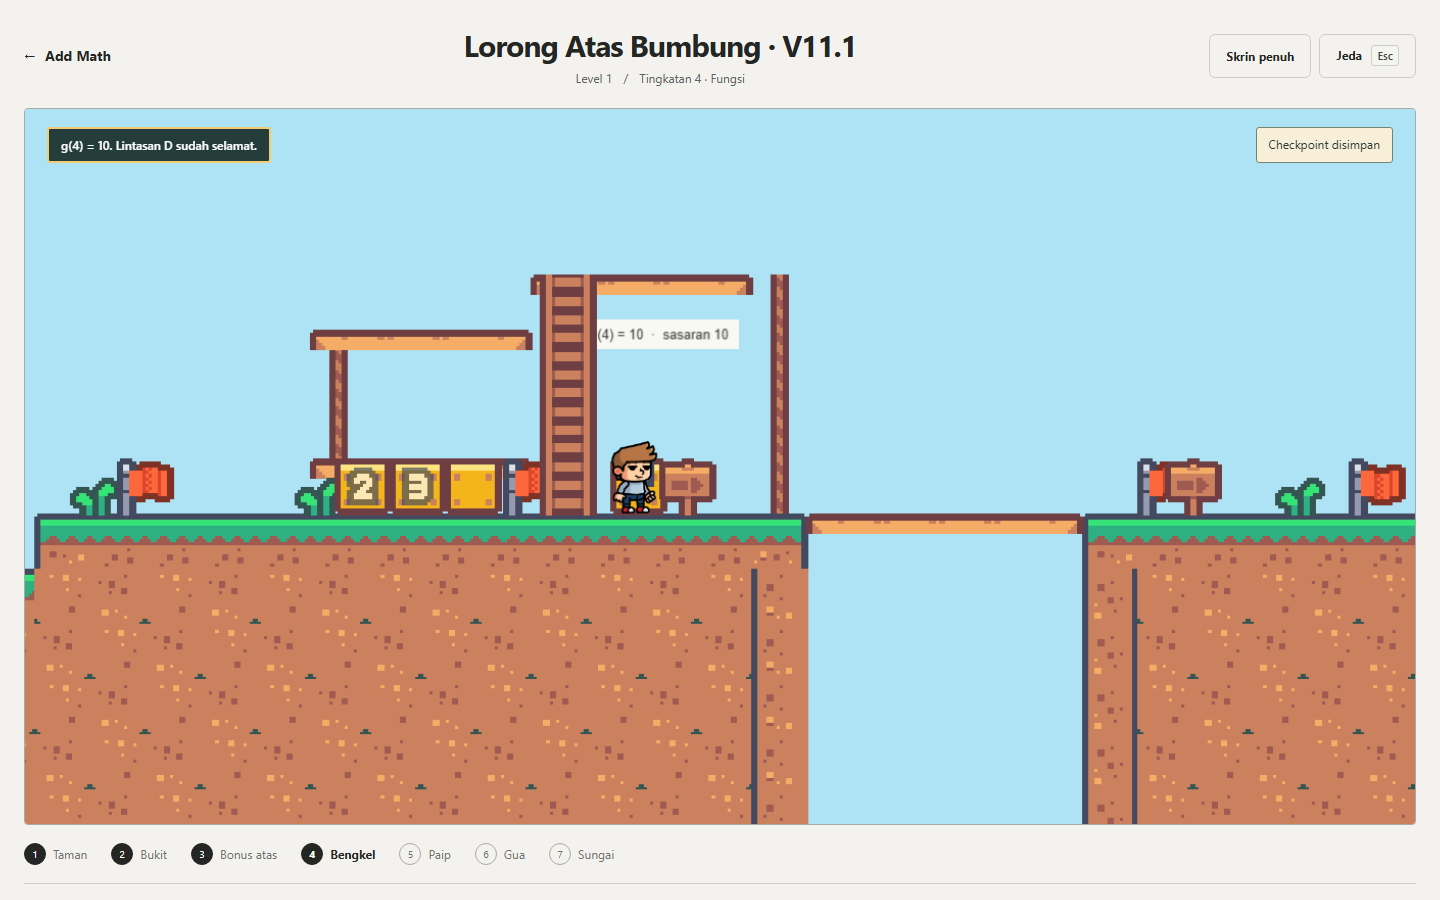 ← Add Math
Lorong Atas Bumbung · V11.1
Level 1 / Tingkatan 4 · Fungsi
Skrin penuh
Jeda Esc
g(4) = 10. Lintasan D sudah selamat.
Checkpoint disimpan
(4) = 10 · sasaran 10
2 3
1 Taman 2 Bukit 3 Bonus atas 4 Bengkel 5 Paip 6 Gua 7 Sungai